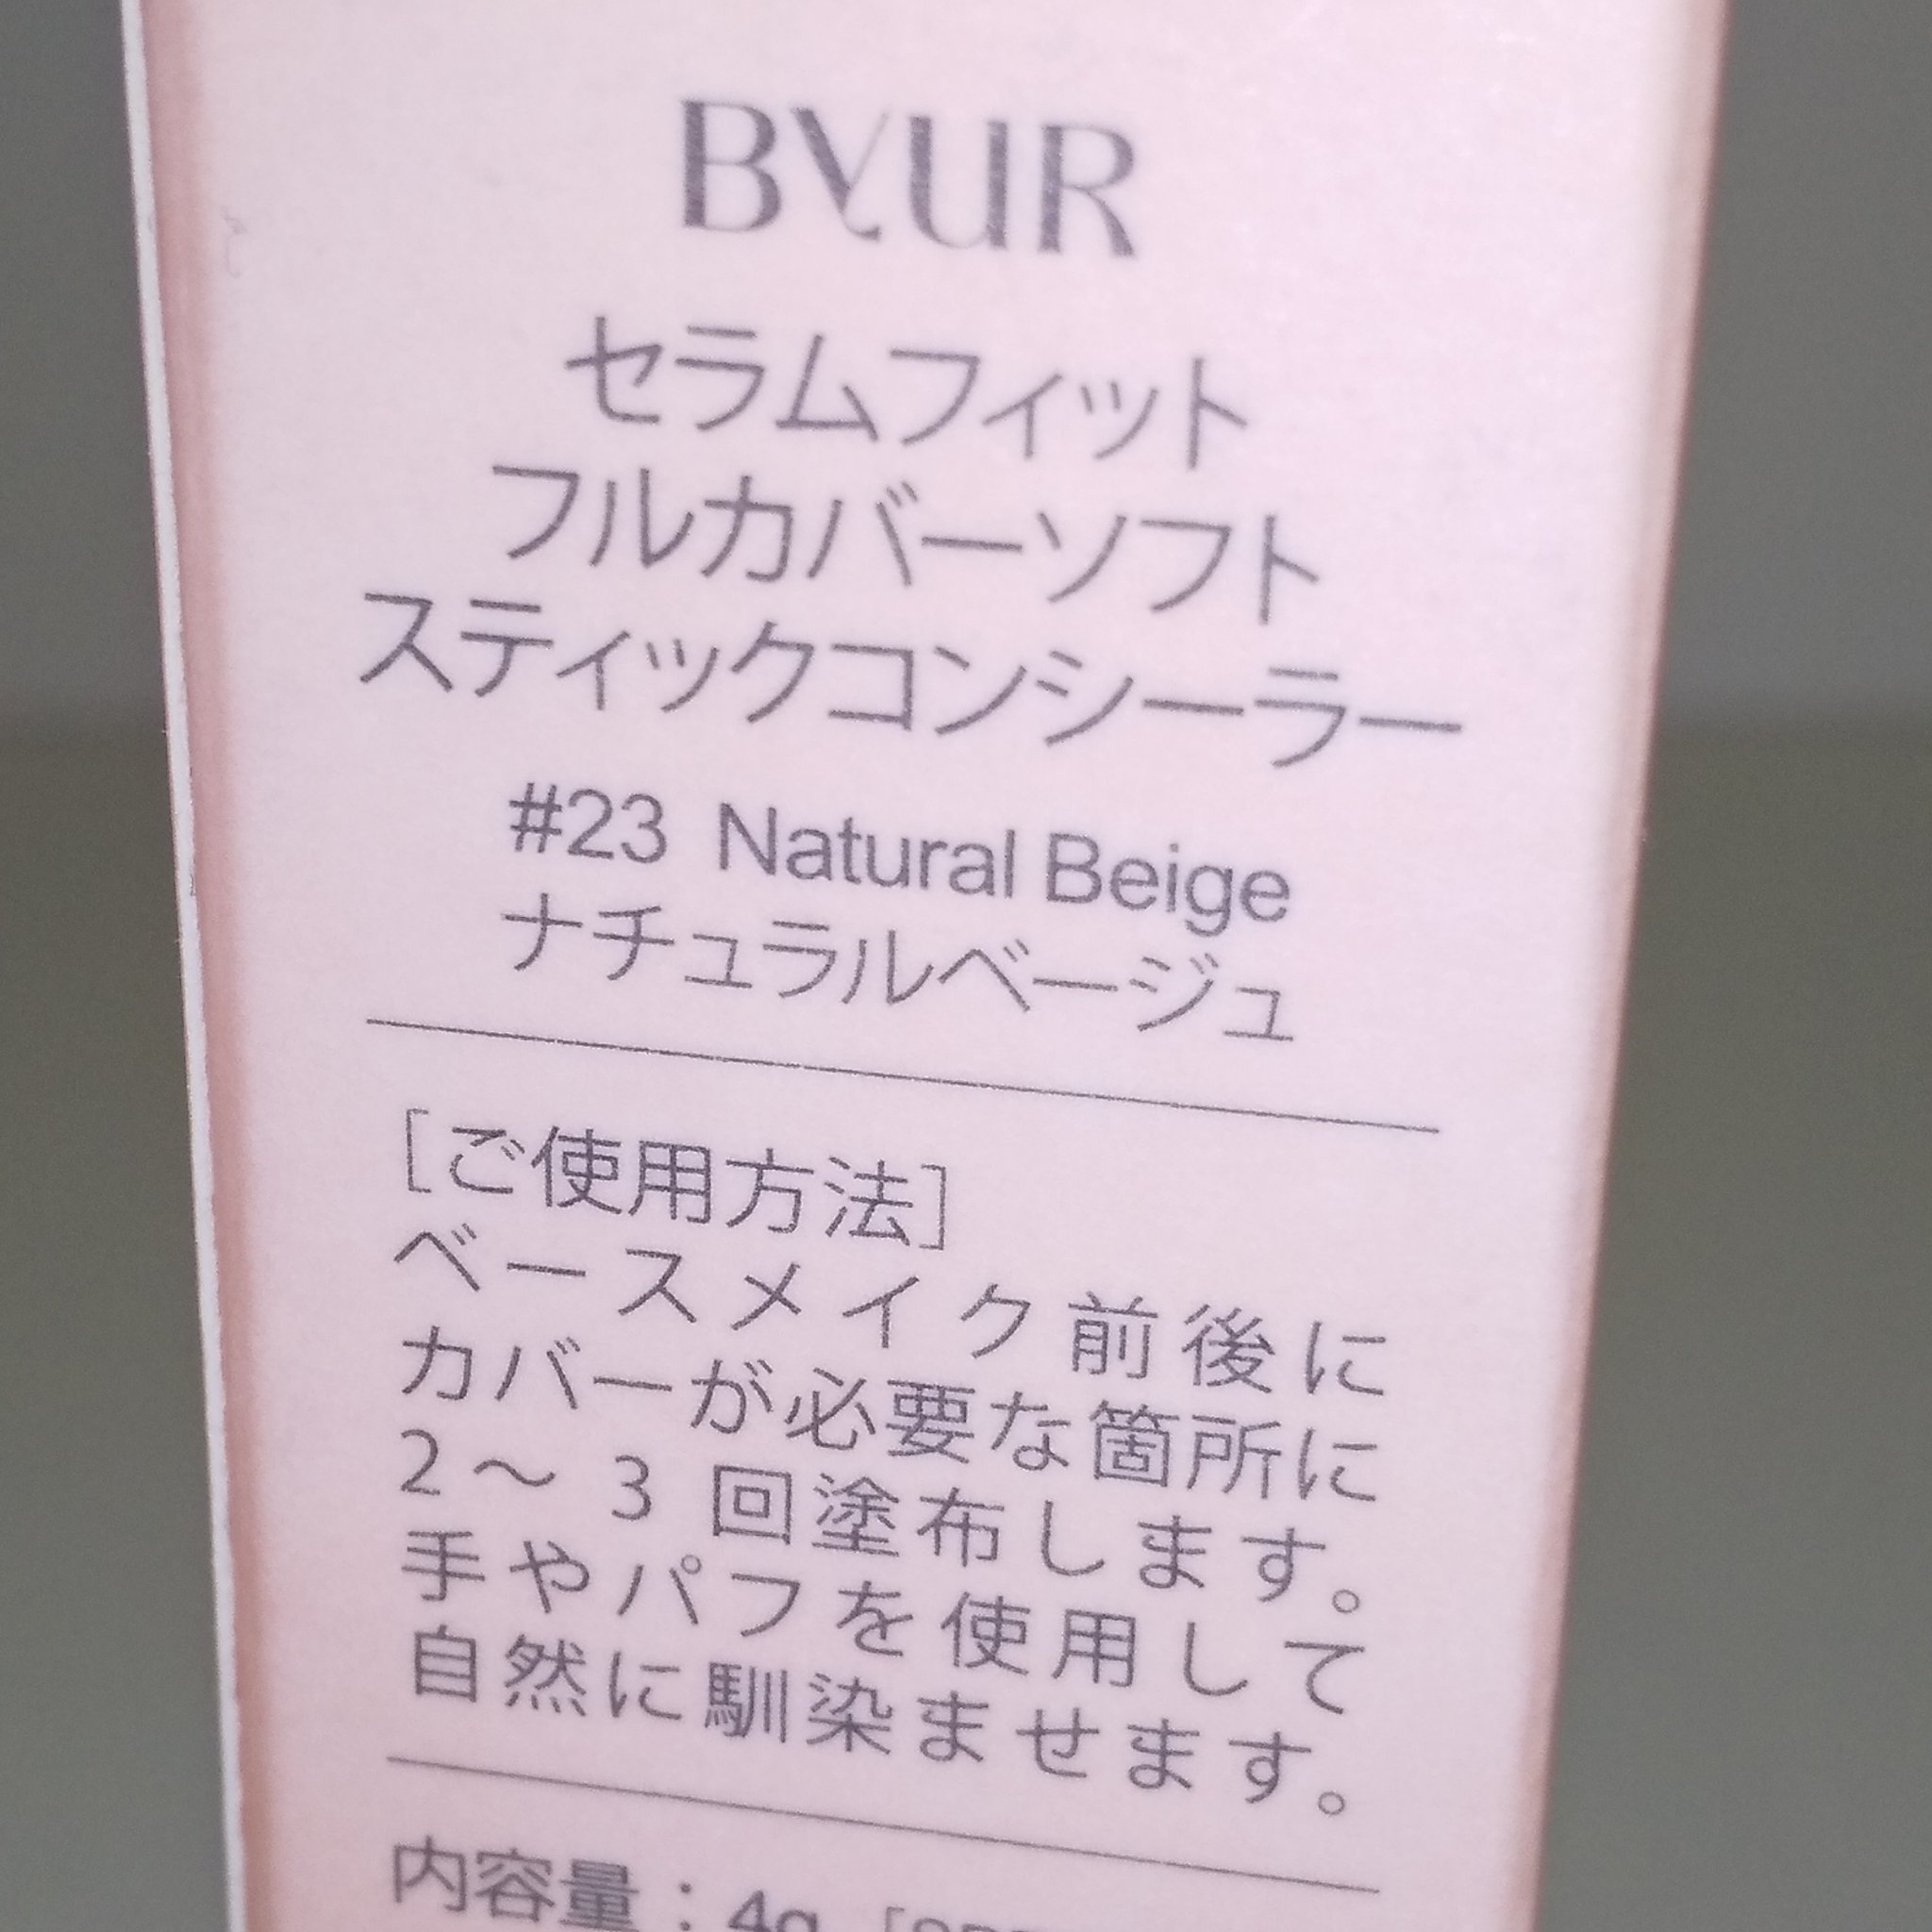 BYUR
セラムフィット
フルカバーソフト
スティックコンシーラー
#23 Natural Beige
ナチュラルベージュ
[ご使用方法]
ベースメイク前後に
カバーが必要な箇所に
2〜3回塗布します。
手やパフを使用して
自然に馴染ませます。
内容量：4g